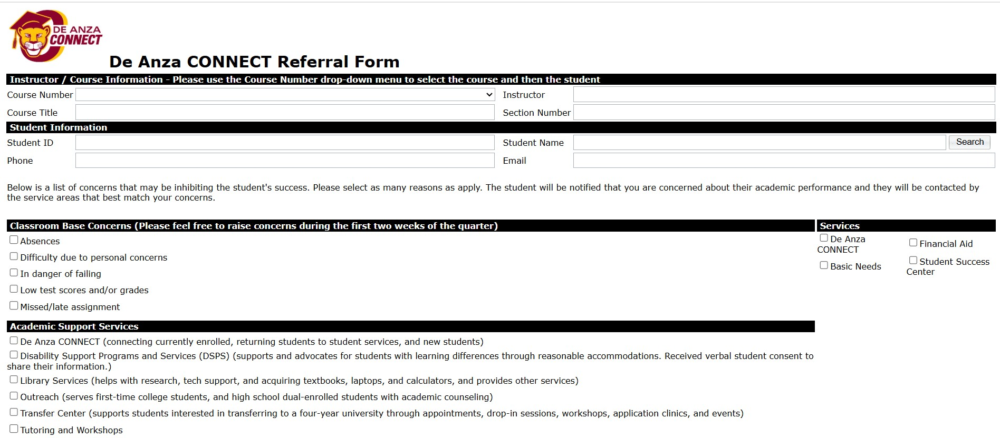 DE ANZA
CONNECT
De Anza CONNECT Referral Form
Instructor / Course Information - Please use the Course Number drop-down menu to select the course and then the student
Course Number
Instructor
Course Title
Section Number
Student Information
Student ID
Student Name
Search
Phone
Email
Below is a list of concerns that may be inhibiting the student's success. Please select as many reasons as apply. The student will be notified that you are concerned about their academic performance and they will be contacted by
the service areas that best match your concerns.
Classroom Base Concerns (Please feel free to raise concerns during the first two weeks of the quarter)
Absences
Difficulty due to personal concerns
In danger of failing
Low test scores and/or grades
Missed/late assignment
Services
De Anza
CONNECT
Financial Aid
Basic Needs
Student Success
Center
Academic Support Services
De Anza CONNECT (connecting currently enrolled, returning students to student services, and new students)
Disability Support Programs and Services (DSPS) (supports and advocates for students with learning differences through reasonable accommodations. Received verbal student consent to
share their information.)
Library Services (helps with research, tech support, and acquiring textbooks, laptops, and calculators, and provides other services)
Outreach (serves first-time college students, and high school dual-enrolled students with academic counseling)
Transfer Center (supports students interested in transferring to a four-year university through appointments, drop-in sessions, workshops, application clinics, and events)
Tutoring and Workshops